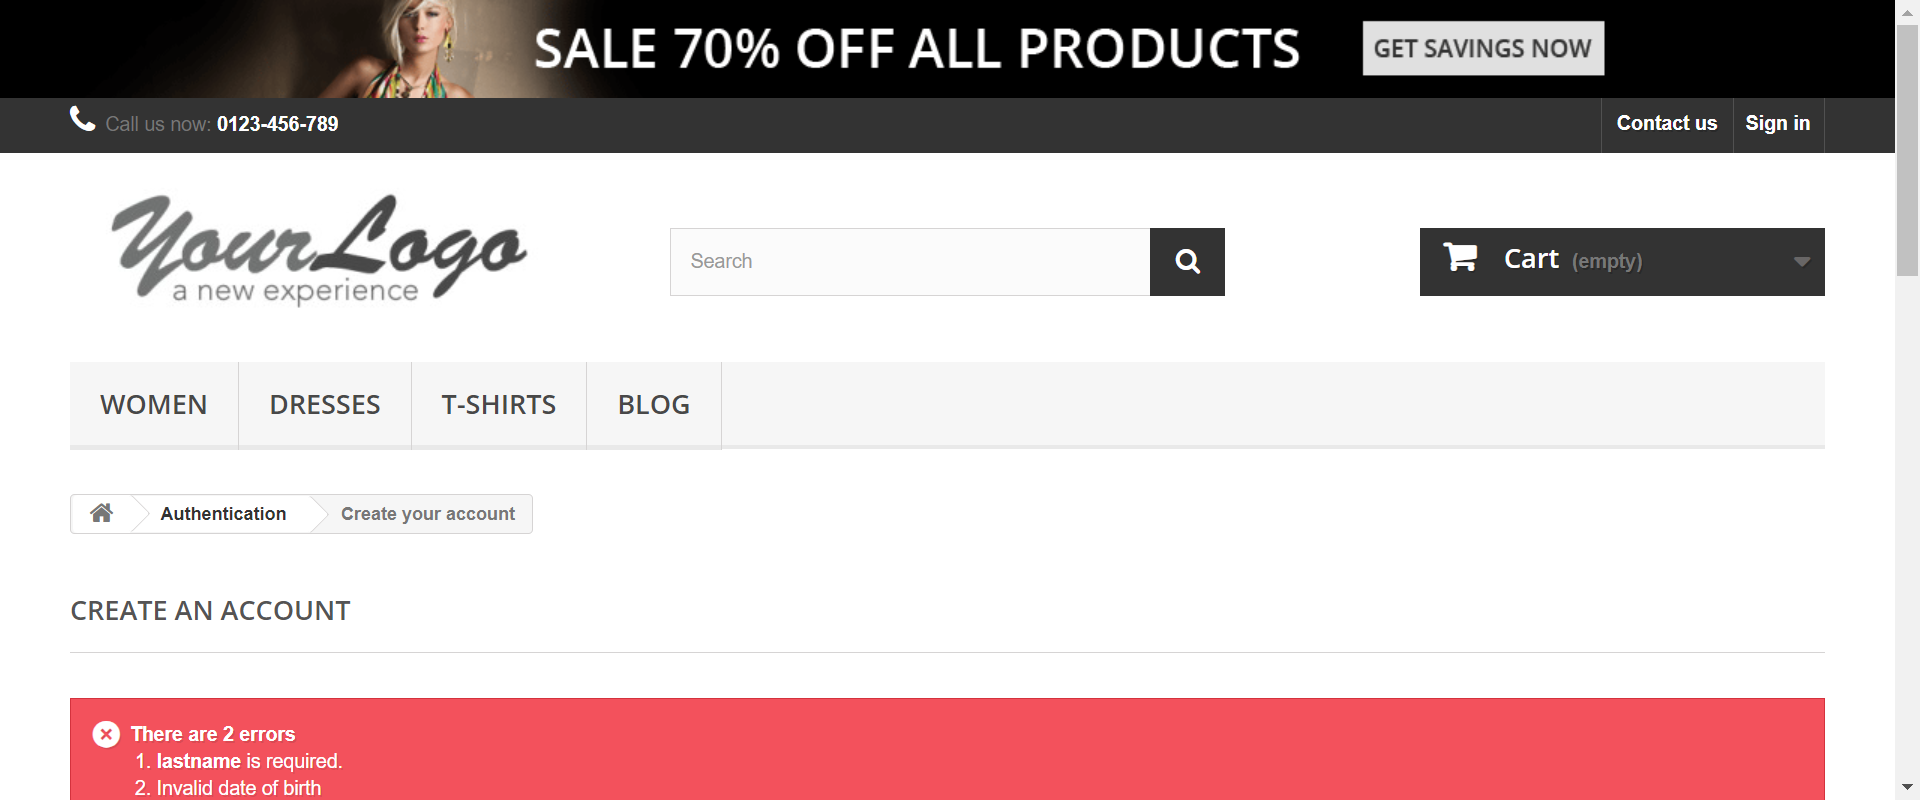 SALE 70% OFF ALL PRODUCTS
GET SAVINGS NOW
Call us now: 0123-456-789
Contact us
Sign in
YourLogo
a new experience
Search
Cart (empty)
WOMEN
DRESSES
T-SHIRTS
BLOG
Authentication
Create your account
CREATE AN ACCOUNT
There are 2 errors
1. lastname is required.
2. Invalid date of birth